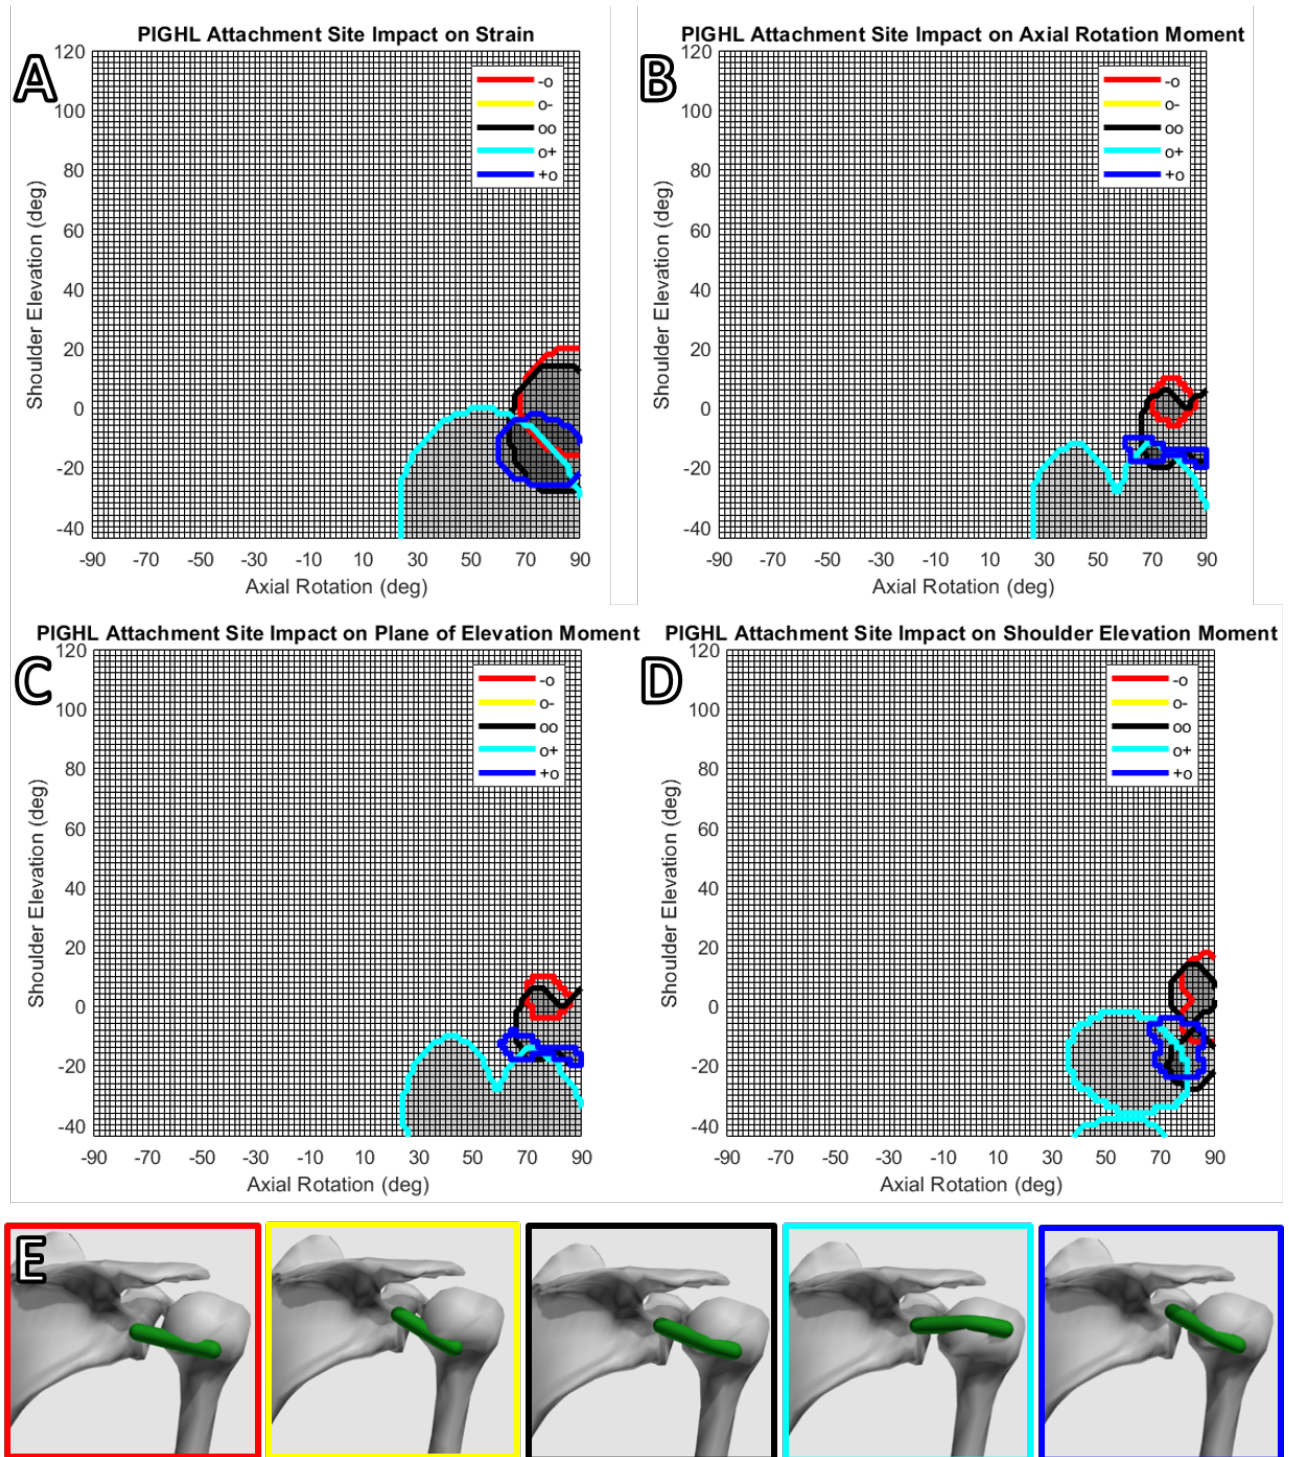 PIGHL Attachment Site Impact on Strain
A
120
100
80
60
40
20
0
-20
-40
Shoulder Elevation (deg)
-90 -70 -50 -30 -10 10 30 50 70 90
Axial Rotation (deg)
-o
o-
oo
o+
+o
PIGHL Attachment Site Impact on Axial Rotation Moment
B
120
100
80
60
40
20
0
-20
-40
Shoulder Elevation (deg)
-90 -70 -50 -30 -10 10 30 50 70 90
Axial Rotation (deg)
-o
o-
oo
o+
+o
PIGHL Attachment Site Impact on Plane of Elevation Moment
C
120
100
80
60
40
20
0
-20
-40
Shoulder Elevation (deg)
-90 -70 -50 -30 -10 10 30 50 70 90
Axial Rotation (deg)
-o
o-
oo
o+
+o
PIGHL Attachment Site Impact on Shoulder Elevation Moment
D
120
100
80
60
40
20
0
-20
-40
Shoulder Elevation (deg)
-90 -70 -50 -30 -10 10 30 50 70 90
Axial Rotation (deg)
-o
o-
oo
o+
+o
E